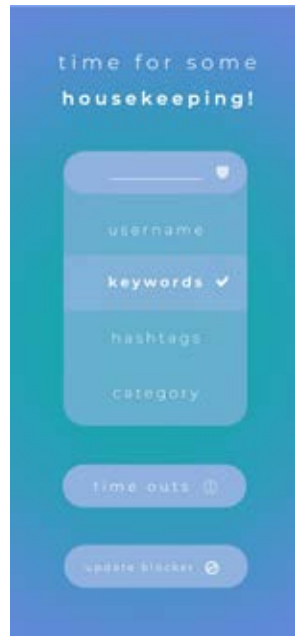 time for some
housekeeping!
username
keywords
hashtags
category
time outs
update blocker